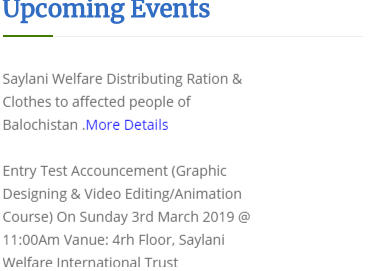 Upcoming Events
Saylani Welfare Distributing Ration &
Clothes to affected people of
Balochistan .More Details
Entry Test Accouncement (Graphic
Designing & Video Editing/Animation
Course) On Sunday 3rd March 2019 @
11:00Am Vanue: 4rh Floor, Saylani
Welfare International Trust